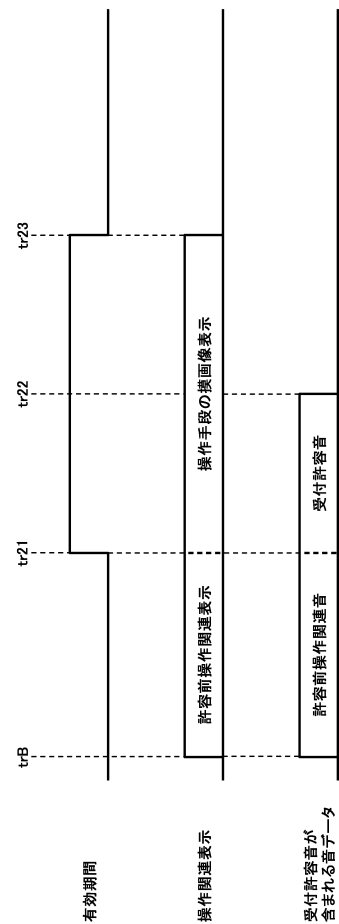 trB
tr21
tr22
tr23
有効期間
操作関連表示
許容前操作関連表示
操作手段の摸画像表示
受付許容音が
含まれる音データ
許容前操作関連音
受付許容音